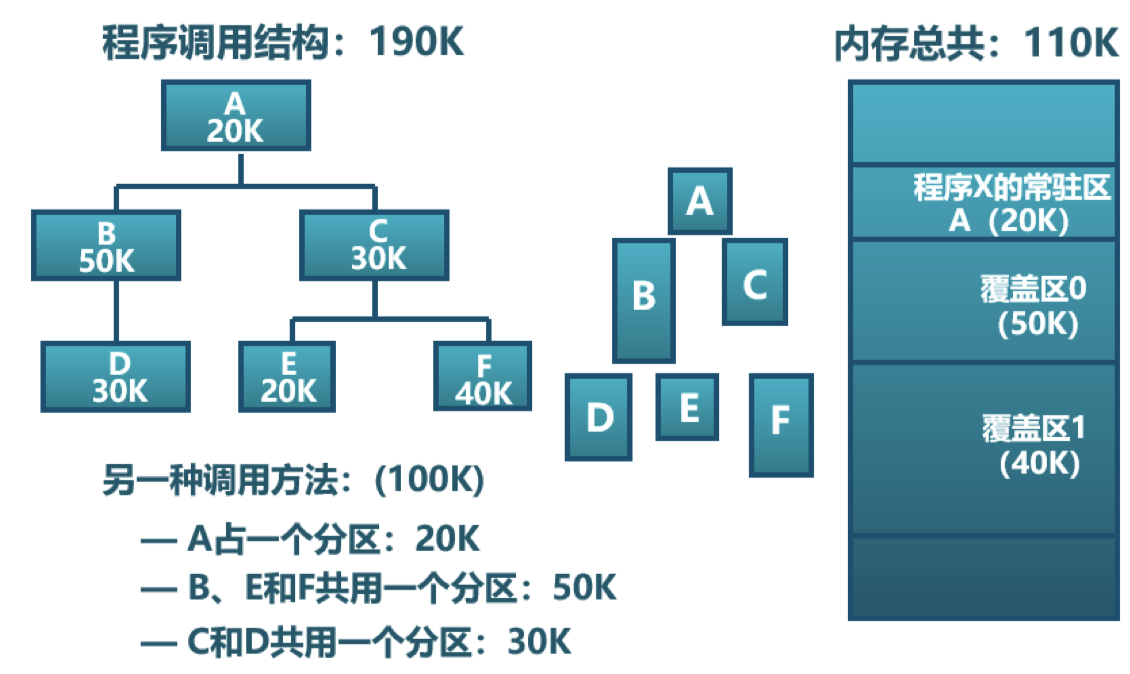 程序调用结构：190K
内存总共：110K
A
20K
B
50K
C
30K
D
30K
E
20K
F
40K
A
B
C
D
E
F
程序X的常驻区
A（20K)
覆盖区0
(50K)
覆盖区1
(40K)
另一种调用方法：(100K)
— A占一个分区：20K
— B、E和F共用一个分区：50K
— C和D共用一个分区：30K